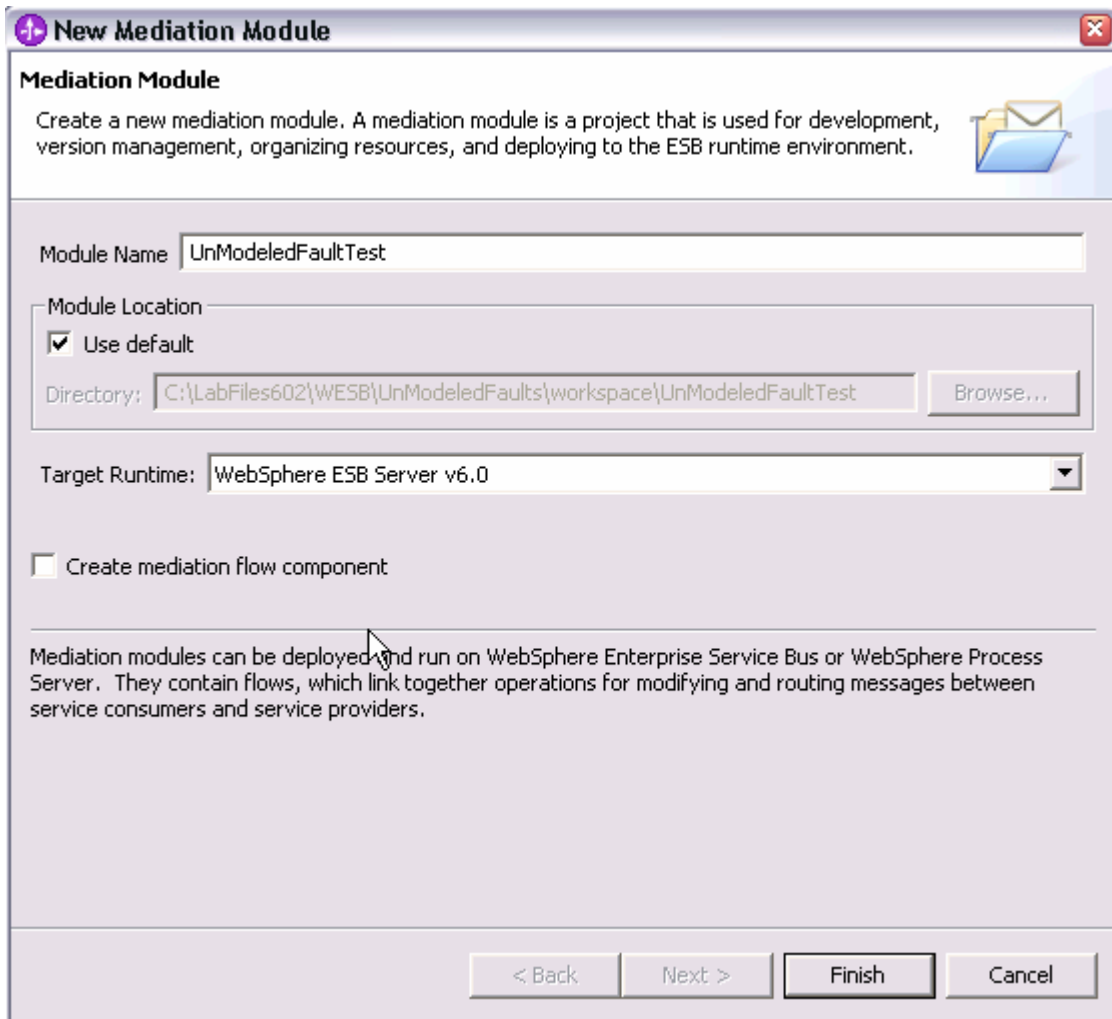 New Mediation Module
Mediation Module
Create a new mediation module. A mediation module is a project that is used for development,
version management, organizing resources, and deploying to the ESB runtime environment.
Module Name UnModeledFaultTest
Module Location
Use default
Directory: C:\LabFiles602\WESB\UnModeledFaults\workspace\UnModeledFaultTest Browse...
Target Runtime: WebSphere ESB Server v6.0
Create mediation flow component
Mediation modules can be deployed and run on WebSphere Enterprise Service Bus or WebSphere Process
Server. They contain flows, which link together operations for modifying and routing messages between
service consumers and service providers.
< Back Next > Finish Cancel